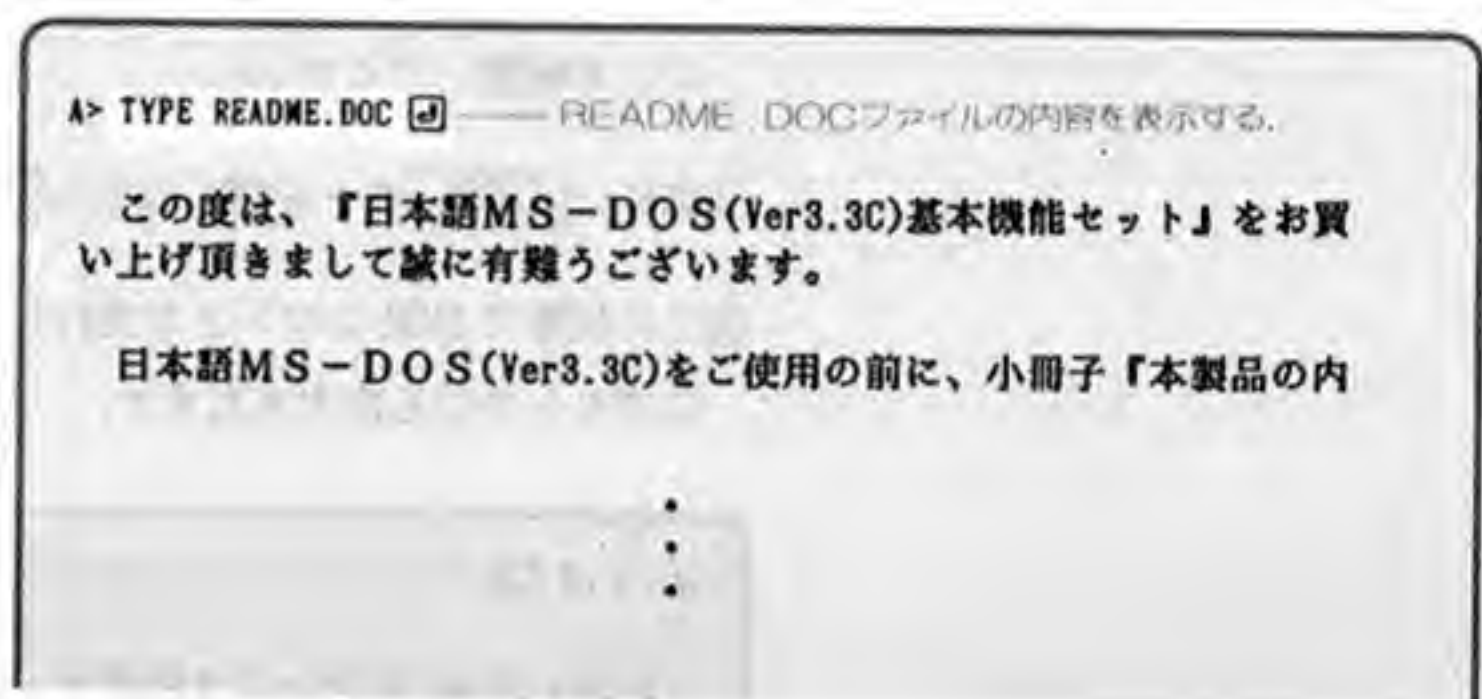 A> TYPE README.DOC ⏎ —— README.DOCファイルの内容を表示する.
この度は、『日本語ＭＳ－ＤＯＳ(Ver3.3C)基本機能セット』をお買
い上げ頂きまして誠に有難うございます。
日本語ＭＳ－ＤＯＳ(Ver3.3C)をご使用の前に、小冊子『本製品の内